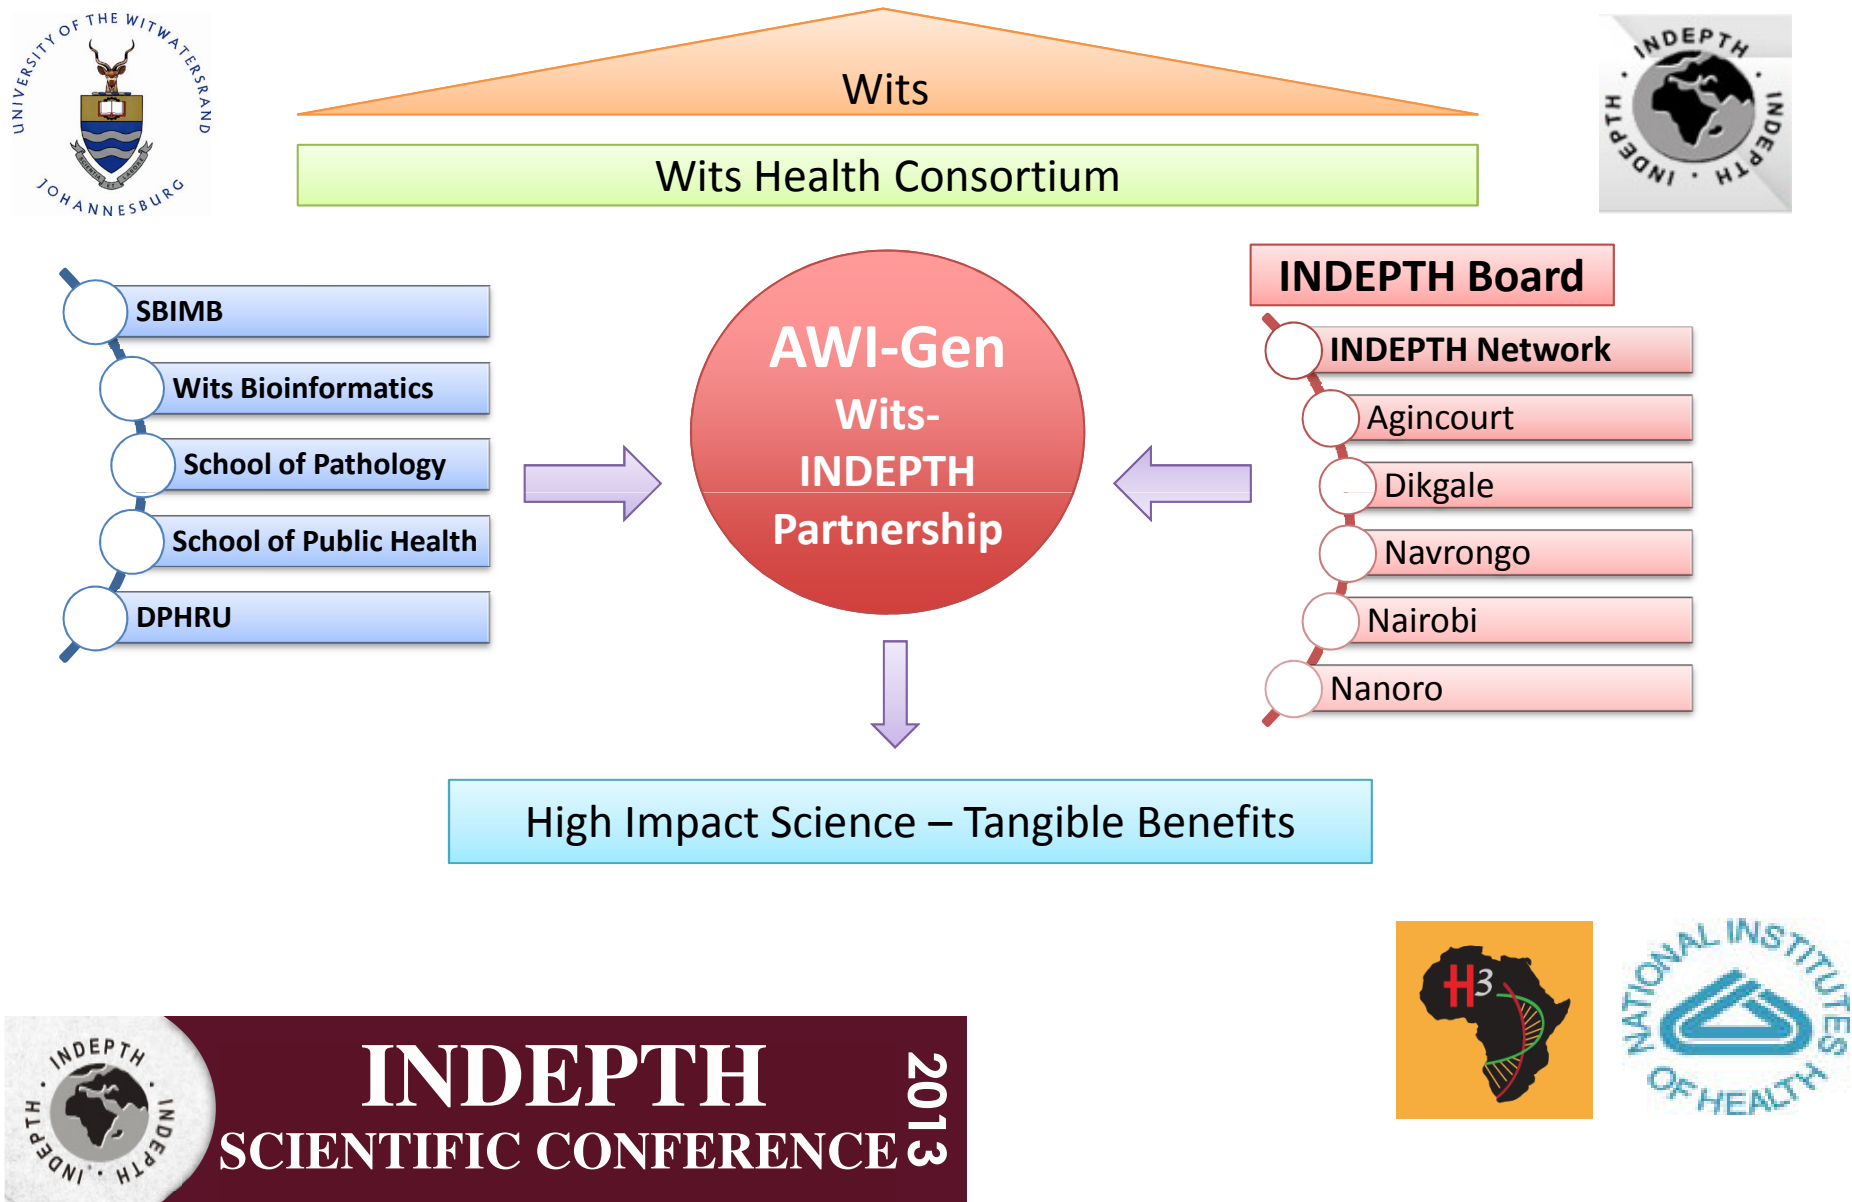 UNIVERSITY OF THE WITWATERSRAND
JOHANNESBURG
Wits
INDEPTH · INDEPTH · INDEPTH ·
Wits Health Consortium
SBIMB
Wits Bioinformatics
School of Pathology
School of Public Health
DPHRU
AWI-Gen
Wits-
INDEPTH
Partnership
INDEPTH Board
INDEPTH Network
Agincourt
Dikgale
Navrongo
Nairobi
Nanoro
High Impact Science – Tangible Benefits
H3
NATIONAL INSTITUTES
OF HEALTH
INDEPTH · INDEPTH · INDEPTH ·
INDEPTH
SCIENTIFIC CONFERENCE
2013